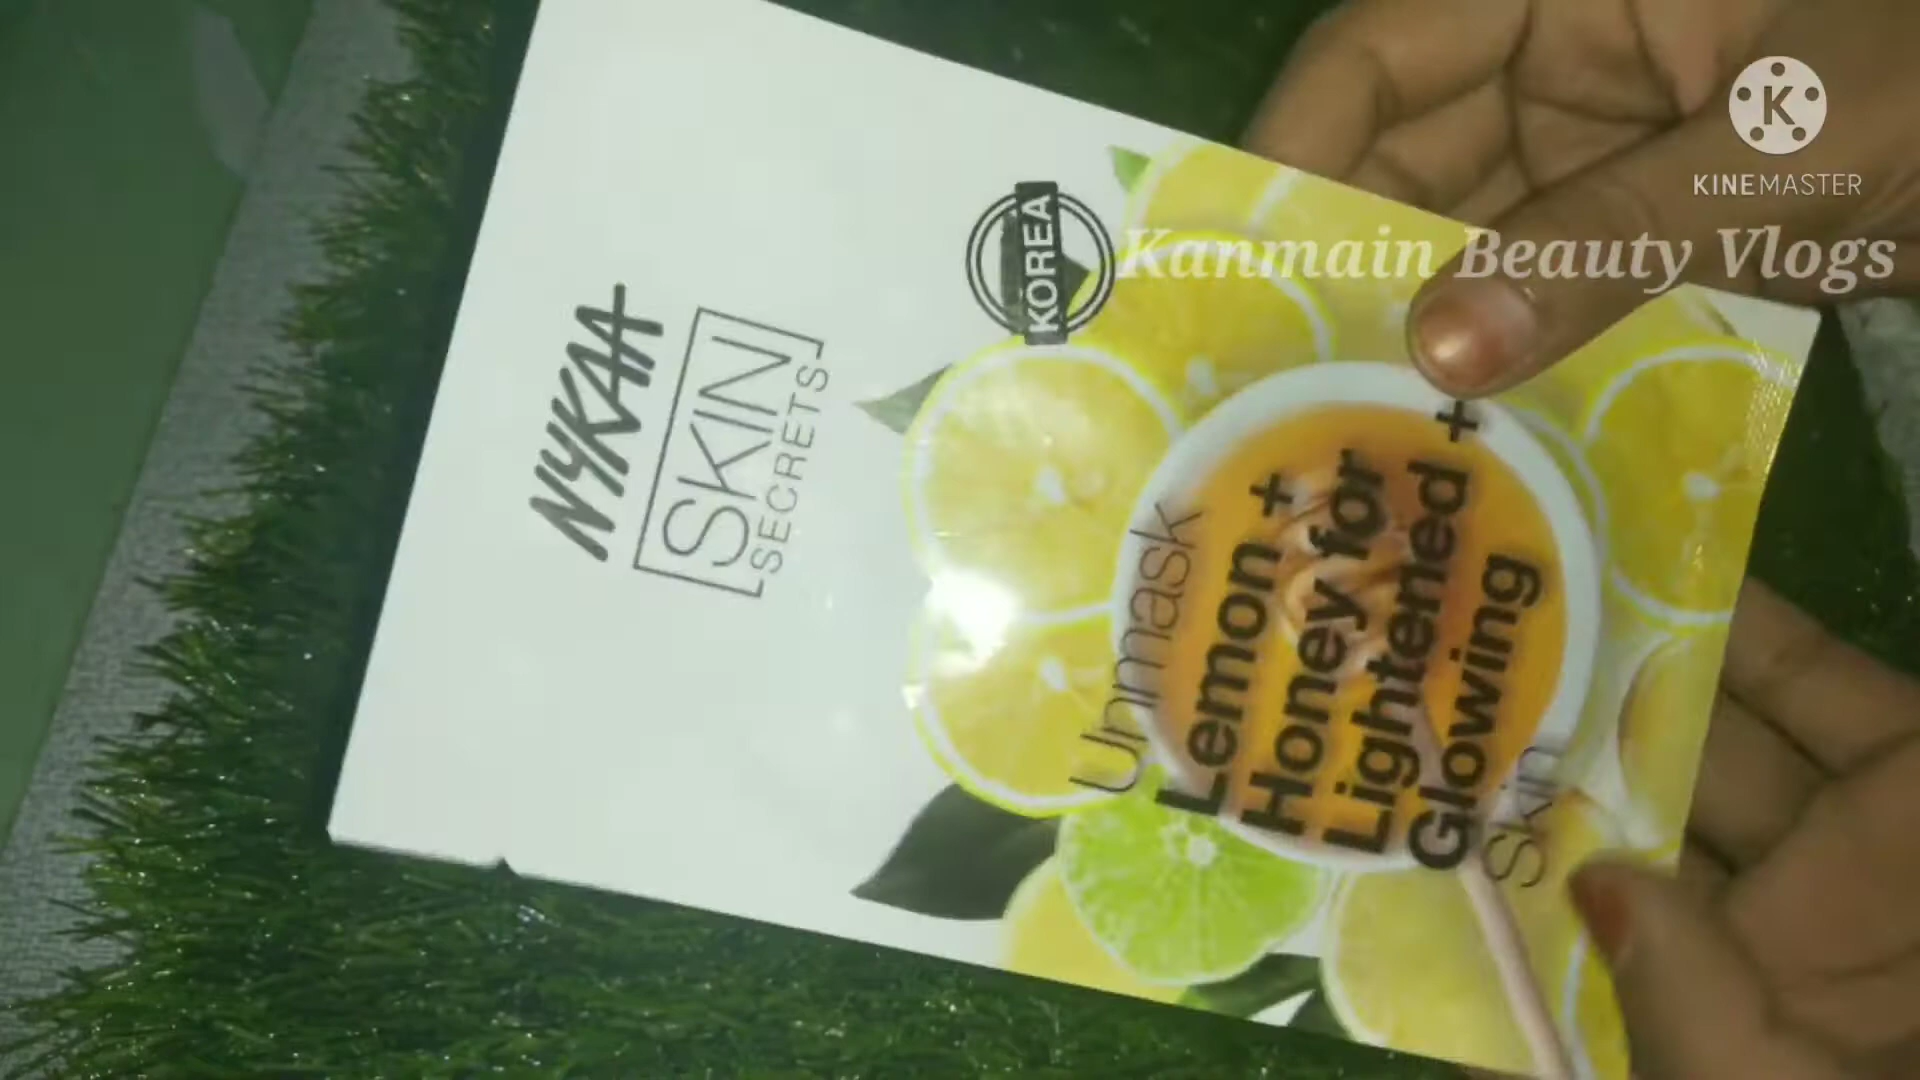 NYKAA
SKIN
SECRETS
KOREA
Unmask
Lemon +
Honey for
Lightened +
Glowing
Skin
K
KINEMASTER
Kanmain Beauty Vlogs